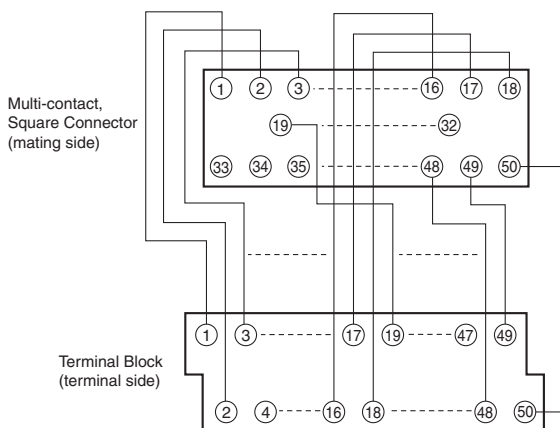 1 2 3 16 17 18
Multi-contact,
Square Connector
(mating side)
19 32
33 34 35 48 49 50
1 3 17 19 47 49
Terminal Block
(terminal side)
2 4 16 18 48 50